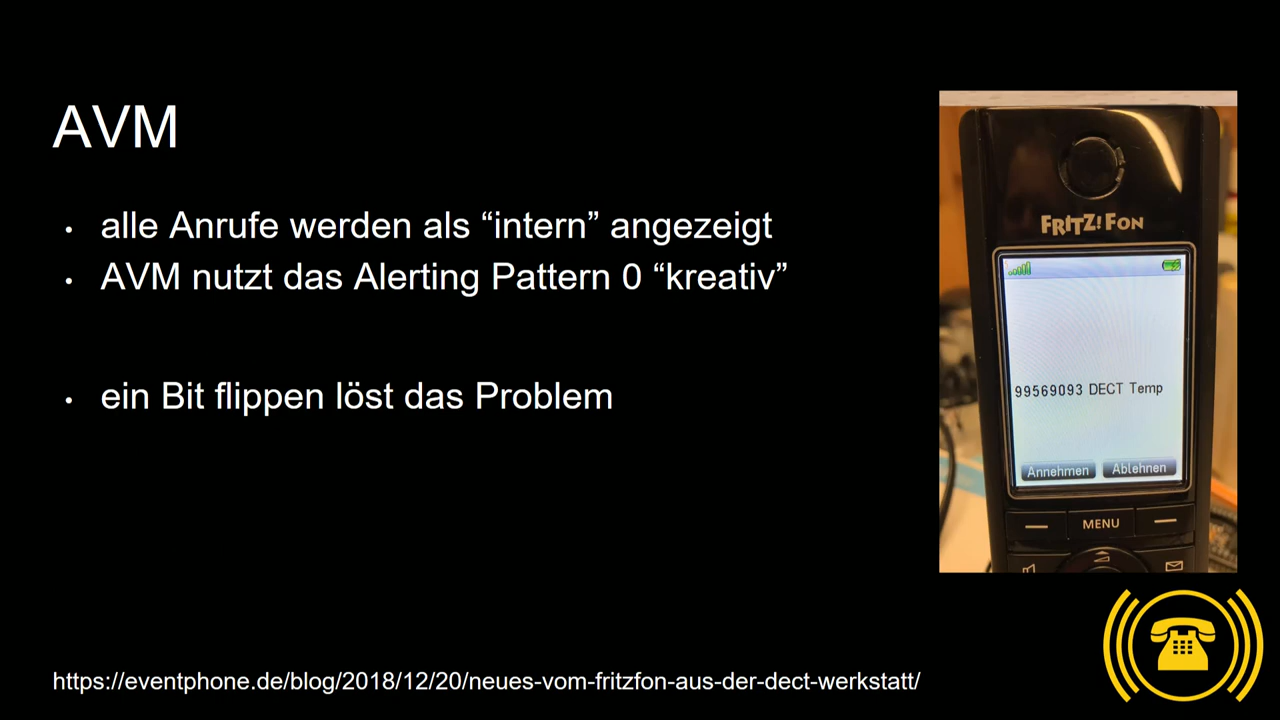 AVM
• alle Anrufe werden als “intern” angezeigt
• AVM nutzt das Alerting Pattern 0 “kreativ”
• ein Bit flippen löst das Problem
FRITZ! FON
99569093 DECT Temp
Annehmen Ablehnen
MENU
https://eventphone.de/blog/2018/12/20/neues-vom-fritzfon-aus-der-dect-werkstatt/